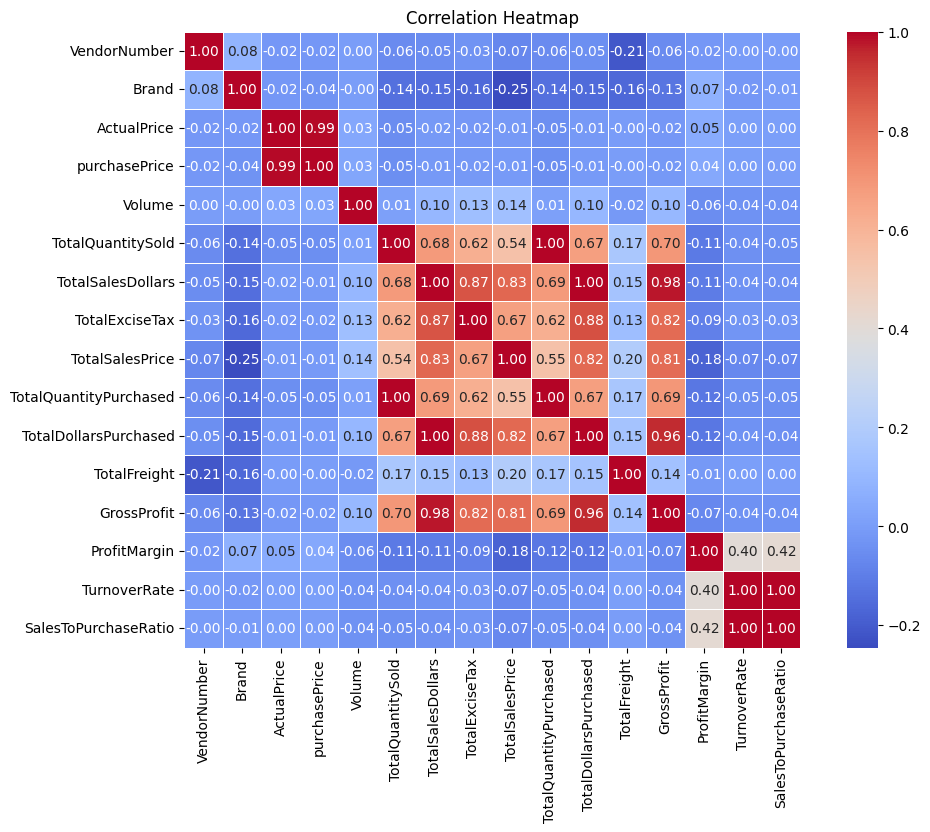 Correlation Heatmap
VendorNumber 1.00 0.08 -0.02 -0.02 0.00 -0.06 -0.05 -0.03 -0.07 -0.06 -0.05 -0.21 -0.06 -0.02 -0.00 -0.00
Brand 0.08 1.00 -0.02 -0.04 -0.00 -0.14 -0.15 -0.16 -0.25 -0.14 -0.15 -0.16 -0.13 0.07 -0.02 -0.01
ActualPrice -0.02 -0.02 1.00 0.99 0.03 -0.05 -0.02 -0.02 -0.01 -0.05 -0.01 -0.00 -0.02 0.05 0.00 0.00
purchasePrice -0.02 -0.04 0.99 1.00 0.03 -0.05 -0.01 -0.02 -0.01 -0.05 -0.01 -0.00 -0.02 0.04 0.00 0.00
Volume 0.00 -0.00 0.03 0.03 1.00 0.01 0.10 0.13 0.14 0.01 0.10 -0.02 0.10 -0.06 -0.04 -0.04
TotalQuantitySold -0.06 -0.14 -0.05 -0.05 0.01 1.00 0.68 0.62 0.54 1.00 0.67 0.17 0.70 -0.11 -0.04 -0.05
TotalSalesDollars -0.05 -0.15 -0.02 -0.01 0.10 0.68 1.00 0.87 0.83 0.69 1.00 0.15 0.98 -0.11 -0.04 -0.04
TotalExciseTax -0.03 -0.16 -0.02 -0.02 0.13 0.62 0.87 1.00 0.67 0.62 0.88 0.13 0.82 -0.09 -0.03 -0.03
TotalSalesPrice -0.07 -0.25 -0.01 -0.01 0.14 0.54 0.83 0.67 1.00 0.55 0.82 0.20 0.81 -0.18 -0.07 -0.07
TotalQuantityPurchased -0.06 -0.14 -0.05 -0.05 0.01 1.00 0.69 0.62 0.55 1.00 0.67 0.17 0.69 -0.12 -0.05 -0.05
TotalDollarsPurchased -0.05 -0.15 -0.01 -0.01 0.10 0.67 1.00 0.88 0.82 0.67 1.00 0.15 0.96 -0.12 -0.04 -0.04
TotalFreight -0.21 -0.16 -0.00 -0.00 -0.02 0.17 0.15 0.13 0.20 0.17 0.15 1.00 0.14 -0.01 0.00 0.00
GrossProfit -0.06 -0.13 -0.02 -0.02 0.10 0.70 0.98 0.82 0.81 0.69 0.96 0.14 1.00 -0.07 -0.04 -0.04
ProfitMargin -0.02 0.07 0.05 0.04 -0.06 -0.11 -0.11 -0.09 -0.18 -0.12 -0.12 -0.01 -0.07 1.00 0.40 0.42
TurnoverRate -0.00 -0.02 0.00 0.00 -0.04 -0.04 -0.04 -0.03 -0.07 -0.05 -0.04 0.00 -0.04 0.40 1.00 1.00
SalesToPurchaseRatio -0.00 -0.01 0.00 0.00 -0.04 -0.05 -0.04 -0.03 -0.07 -0.05 -0.04 0.00 -0.04 0.42 1.00 1.00
VendorNumber
Brand
ActualPrice
purchasePrice
Volume
TotalQuantitySold
TotalSalesDollars
TotalExciseTax
TotalSalesPrice
TotalQuantityPurchased
TotalDollarsPurchased
TotalFreight
GrossProfit
ProfitMargin
TurnoverRate
SalesToPurchaseRatio
1.0
0.8
0.6
0.4
0.2
0.0
−0.2